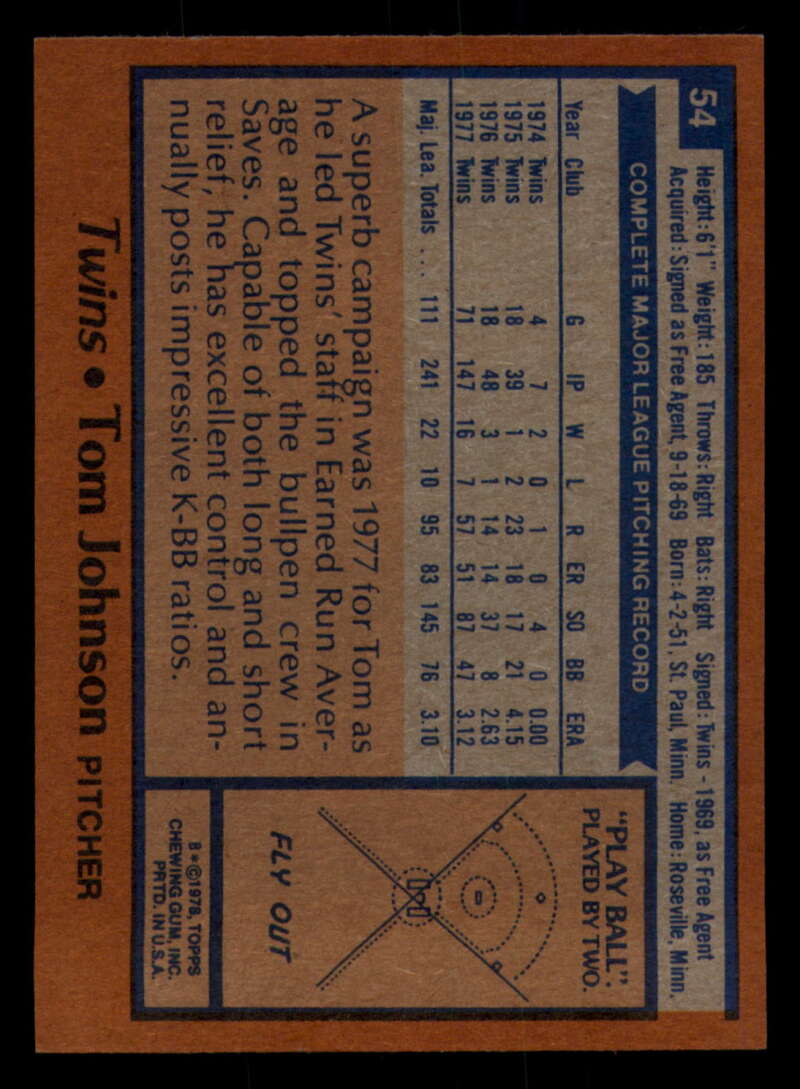 54
Height: 6'1" Weight: 185 Throws: Right Bats: Right Signed: Twins - 1969, as Free Agent
Acquired: Signed as Free Agent, 9-18-69 Born: 4-2-51, St. Paul, Minn. Home: Roseville, Minn.
COMPLETE MAJOR LEAGUE PITCHING RECORD
Year Club G IP W L R ER SO BB ERA
1974 Twins 4 7 2 0 1 0 4 0 0.00
1975 Twins 18 39 1 2 23 18 17 21 4.15
1976 Twins 18 48 3 1 14 14 37 8 2.63
1977 Twins 71 147 16 7 57 51 87 47 3.12
Maj. Lea. Totals ... 111 241 22 10 95 83 145 76 3.10
A superb campaign was 1977 for Tom as
he led Twins' staff in Earned Run Aver-
age and topped the bullpen crew in
Saves. Capable of both long and short
relief, he has excellent control and an-
nually posts impressive K-BB ratios.
"PLAY BALL".
PLAYED BY TWO.
FLY OUT
B*©1978, TOPPS
CHEWING GUM, INC.
PRTD. IN U.S.A.
Twins • Tom Johnson PITCHER